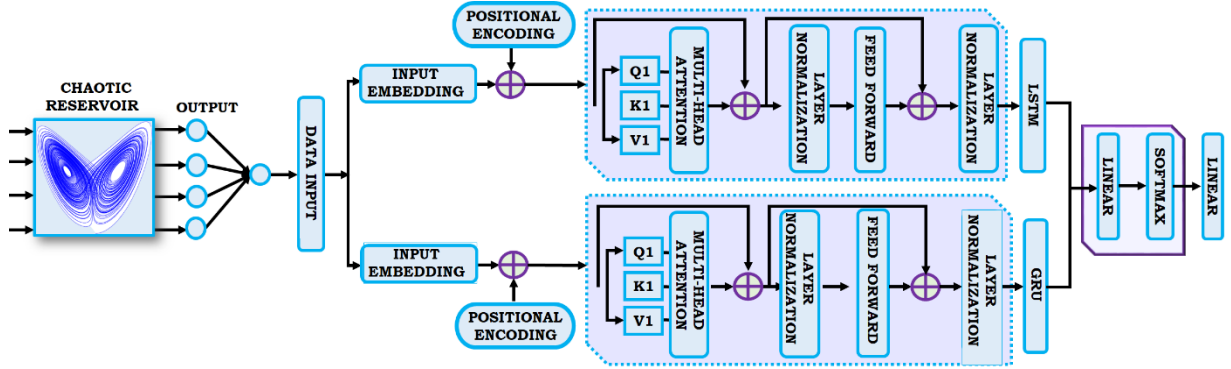 CHAOTIC
RESERVOIR
OUTPUT
DATA INPUT
POSITIONAL
ENCODING
INPUT
EMBEDDING
Q1
K1
V1
MULTI-HEAD
ATTENTION
LAYER
NORMALIZATION
FEED FORWARD
LAYER
NORMALIZATION
LSTM
INPUT
EMBEDDING
POSITIONAL
ENCODING
Q1
K1
V1
MULTI-HEAD
ATTENTION
LAYER
NORMALIZATION
FEED FORWARD
LAYER
NORMALIZATION
GRU
LINEAR
SOFTMAX
LINEAR